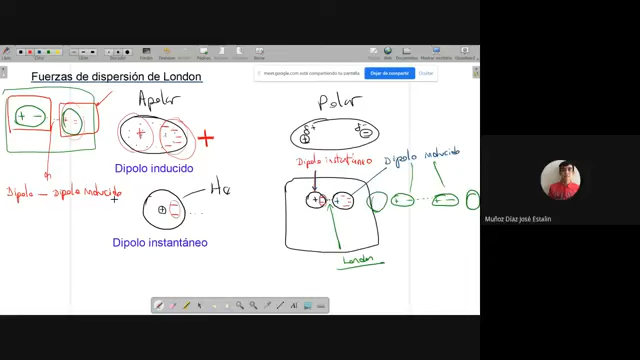 meet.google.com está compartiendo tu pantalla.
Dejar de compartir
Ocultar
Fuerzas de dispersión de London
Apolar
Polar
+ -
+
+
δ+
δ-
Dipolo inducido
Dipolo instantáneo
Dipolo inducido
Dipolo – Dipolo Inducido
He
+ -
+ -
Dipolo instantáneo
London
Muñoz Díaz José Estalin